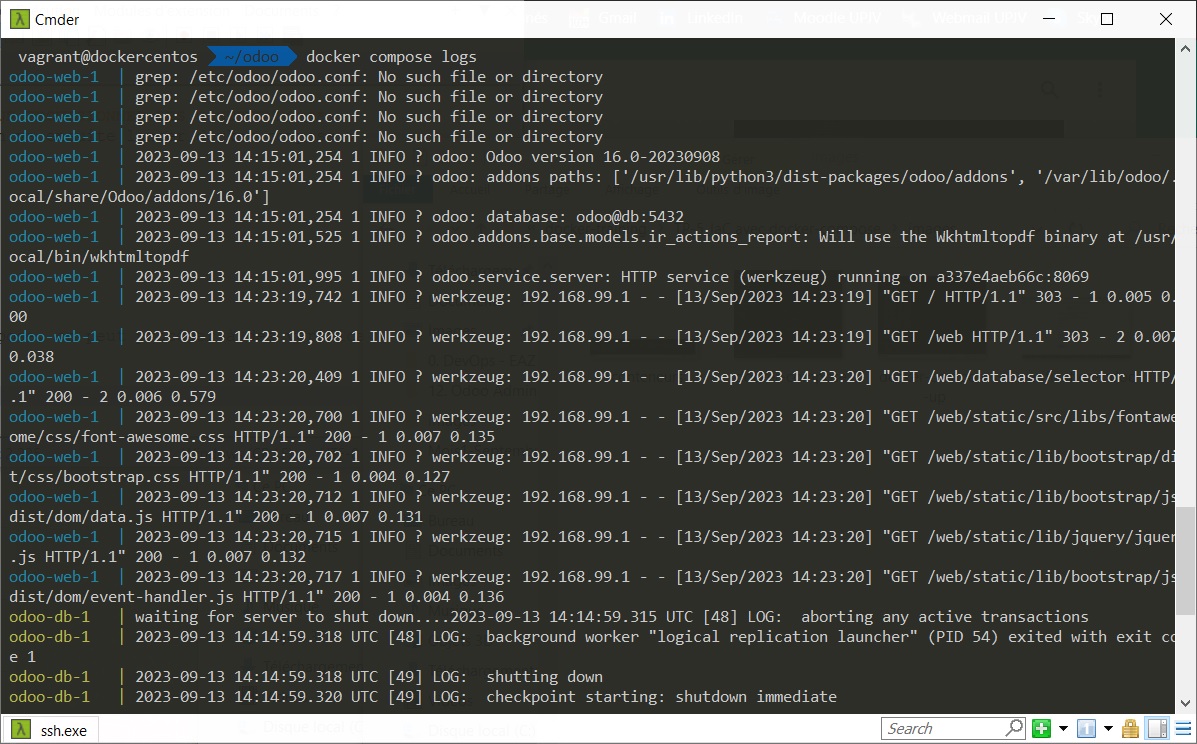 Cmder
vagrant@dockercentos ~/odoo docker compose logs
odoo-web-1 | grep: /etc/odoo/odoo.conf: No such file or directory
odoo-web-1 | grep: /etc/odoo/odoo.conf: No such file or directory
odoo-web-1 | grep: /etc/odoo/odoo.conf: No such file or directory
odoo-web-1 | grep: /etc/odoo/odoo.conf: No such file or directory
odoo-web-1 | 2023-09-13 14:15:01,254 1 INFO ? odoo: Odoo version 16.0-20230908
odoo-web-1 | 2023-09-13 14:15:01,254 1 INFO ? odoo: addons paths: ['/usr/lib/python3/dist-packages/odoo/addons', '/var/lib/odoo/.
ocal/share/Odoo/addons/16.0']
odoo-web-1 | 2023-09-13 14:15:01,254 1 INFO ? odoo: database: odoo@db:5432
odoo-web-1 | 2023-09-13 14:15:01,525 1 INFO ? odoo.addons.base.models.ir_actions_report: Will use the Wkhtmltopdf binary at /usr/
ocal/bin/wkhtmltopdf
odoo-web-1 | 2023-09-13 14:15:01,995 1 INFO ? odoo.service.server: HTTP service (werkzeug) running on a337e4aeb66c:8069
odoo-web-1 | 2023-09-13 14:23:19,742 1 INFO ? werkzeug: 192.168.99.1 - - [13/Sep/2023 14:23:19] "GET / HTTP/1.1" 303 - 1 0.005 0.
00
odoo-web-1 | 2023-09-13 14:23:19,808 1 INFO ? werkzeug: 192.168.99.1 - - [13/Sep/2023 14:23:19] "GET /web HTTP/1.1" 303 - 2 0.007
0.038
odoo-web-1 | 2023-09-13 14:23:20,409 1 INFO ? werkzeug: 192.168.99.1 - - [13/Sep/2023 14:23:20] "GET /web/database/selector HTTP/
.1" 200 - 2 0.006 0.579
odoo-web-1 | 2023-09-13 14:23:20,700 1 INFO ? werkzeug: 192.168.99.1 - - [13/Sep/2023 14:23:20] "GET /web/static/src/libs/fontawe
ome/css/font-awesome.css HTTP/1.1" 200 - 1 0.007 0.135
odoo-web-1 | 2023-09-13 14:23:20,702 1 INFO ? werkzeug: 192.168.99.1 - - [13/Sep/2023 14:23:20] "GET /web/static/lib/bootstrap/di
t/css/bootstrap.css HTTP/1.1" 200 - 1 0.004 0.127
odoo-web-1 | 2023-09-13 14:23:20,712 1 INFO ? werkzeug: 192.168.99.1 - - [13/Sep/2023 14:23:20] "GET /web/static/lib/bootstrap/js
dist/dom/data.js HTTP/1.1" 200 - 1 0.007 0.131
odoo-web-1 | 2023-09-13 14:23:20,715 1 INFO ? werkzeug: 192.168.99.1 - - [13/Sep/2023 14:23:20] "GET /web/static/lib/jquery/jquer
.js HTTP/1.1" 200 - 1 0.007 0.132
odoo-web-1 | 2023-09-13 14:23:20,717 1 INFO ? werkzeug: 192.168.99.1 - - [13/Sep/2023 14:23:20] "GET /web/static/lib/bootstrap/js
dist/dom/event-handler.js HTTP/1.1" 200 - 1 0.004 0.136
odoo-db-1 | waiting for server to shut down....2023-09-13 14:14:59.315 UTC [48] LOG: aborting any active transactions
odoo-db-1 | 2023-09-13 14:14:59.318 UTC [48] LOG: background worker "logical replication launcher" (PID 54) exited with exit co
e 1
odoo-db-1 | 2023-09-13 14:14:59.318 UTC [49] LOG: shutting down
odoo-db-1 | 2023-09-13 14:14:59.320 UTC [49] LOG: checkpoint starting: shutdown immediate
ssh.exe
Search